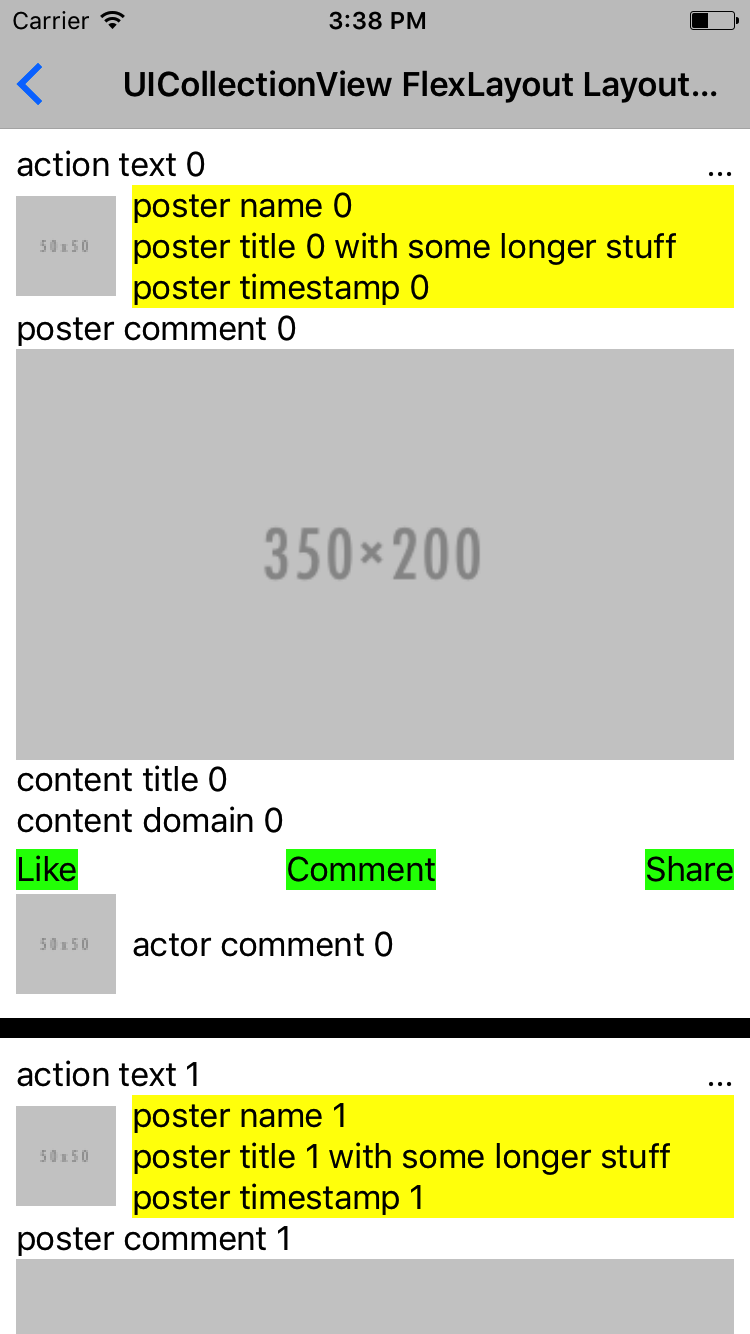 Carrier 3:38 PM
UICollectionView FlexLayout Layout...
action text 0 ...
50x50
poster name 0
poster title 0 with some longer stuff
poster timestamp 0
poster comment 0
350×200
content title 0
content domain 0
Like Comment Share
50x50
actor comment 0
action text 1 ...
50x50
poster name 1
poster title 1 with some longer stuff
poster timestamp 1
poster comment 1